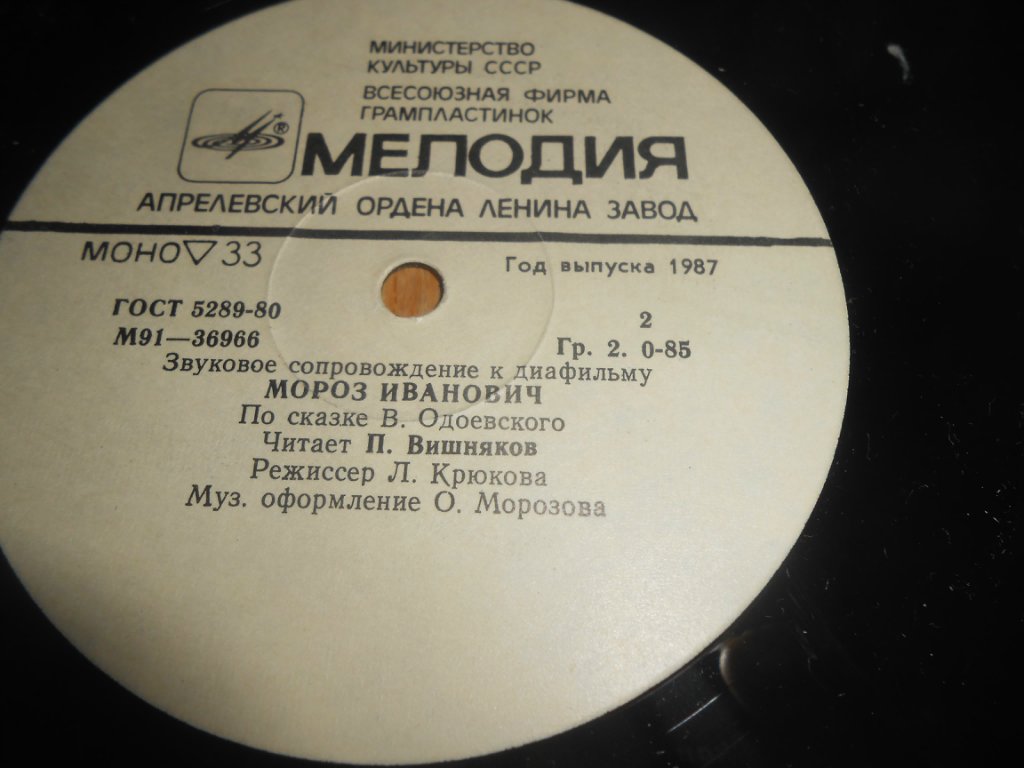 МИНИСТЕРСТВО
КУЛЬТУРЫ СССР
ВСЕСОЮЗНАЯ ФИРМА
ГРАМПЛАСТИНОК
®
МЕЛОДИЯ
АПРЕЛЕВСКИЙ ОРДЕНА ЛЕНИНА ЗАВОД
МОНО▽33
Год выпуска 1987
ГОСТ 5289-80
2
М91—36966
Гр. 2. 0-85
Звуковое сопровождение к диафильму
МОРОЗ ИВАНОВИЧ
По сказке В. Одоевского
Читает П. Вишняков
Режиссер Л. Крюкова
Муз. оформление О. Морозова